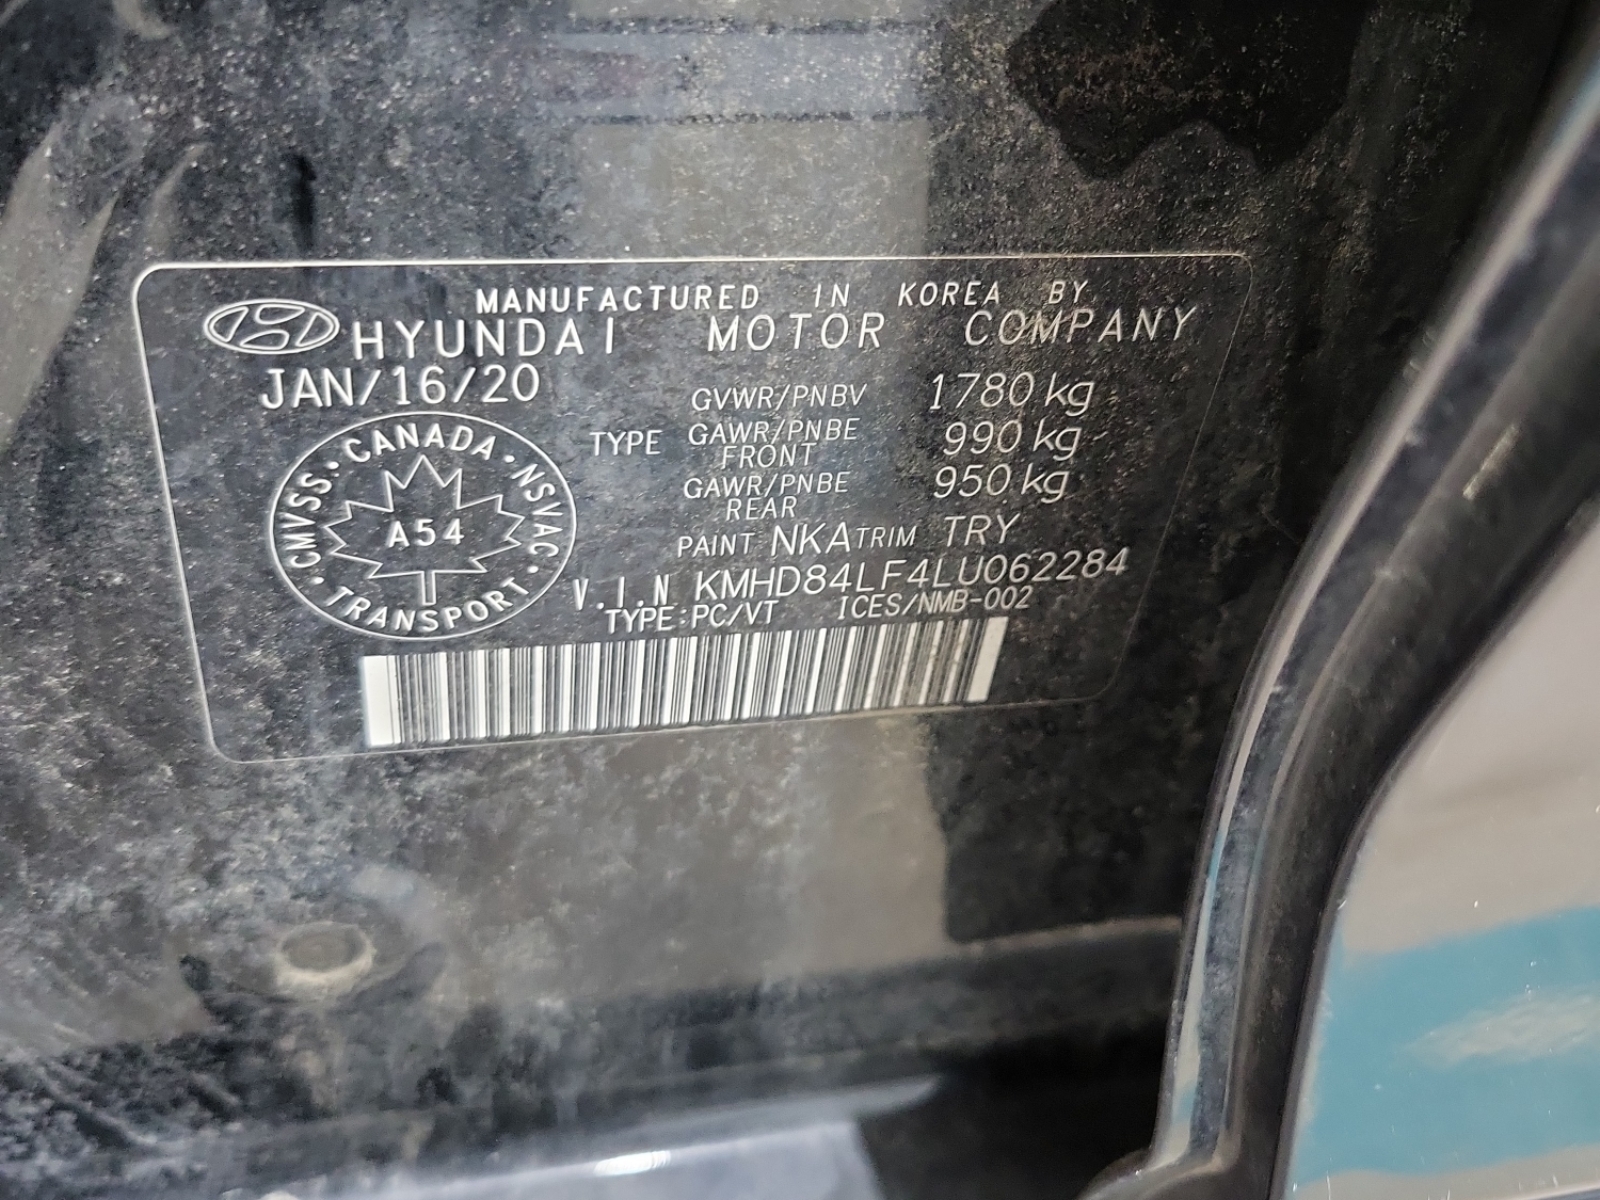 MANUFACTURED IN KOREA BY
HYUNDAI MOTOR COMPANY
JAN/16/20
GVWR/PNBV 1780 kg
TYPE GAWR/PNBE FRONT 990 kg
GAWR/PNBE REAR 950 kg
PAINT NKA TRIM TRY
V.I.N KMHD84LF4LU062284
TYPE:PC/VT ICES/NMB-002
CANADA · NSVAC · TRANSPORT · CMVSS ·
A54